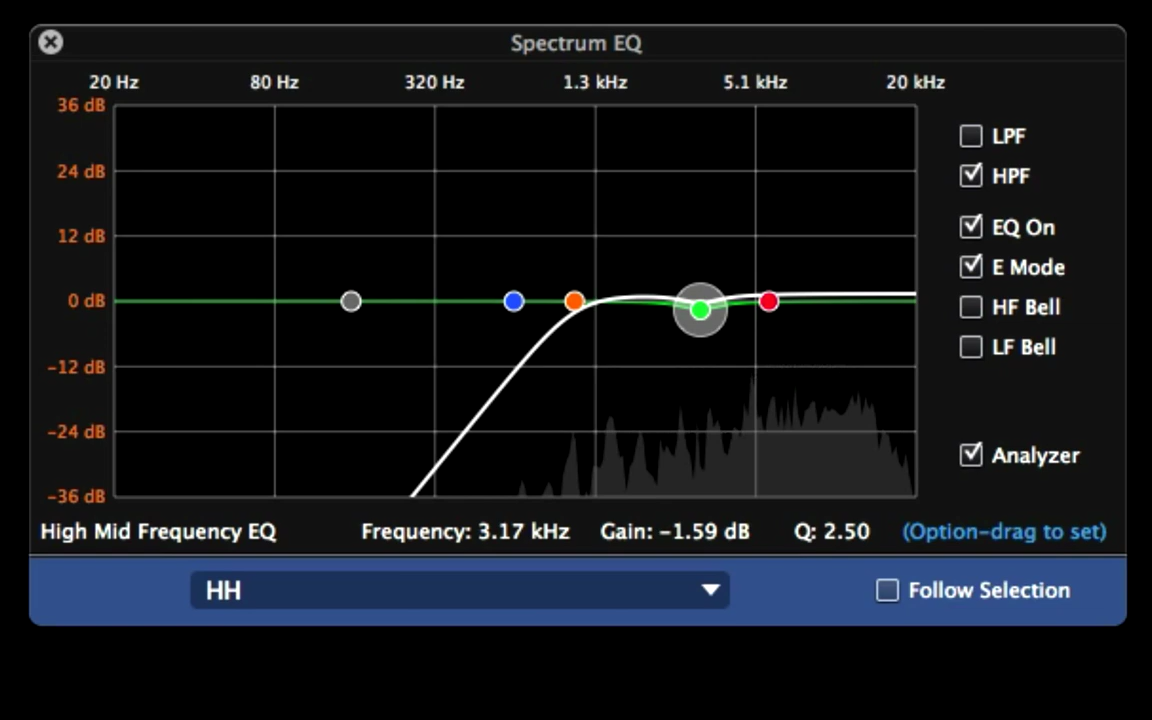 Spectrum EQ
20 Hz 80 Hz 320 Hz 1.3 kHz 5.1 kHz 20 kHz
36 dB
24 dB
12 dB
0 dB
-12 dB
-24 dB
-36 dB
LPF
HPF
EQ On
E Mode
HF Bell
LF Bell
Analyzer
High Mid Frequency EQ Frequency: 3.17 kHz Gain: -1.59 dB Q: 2.50 (Option-drag to set)
HH Follow Selection